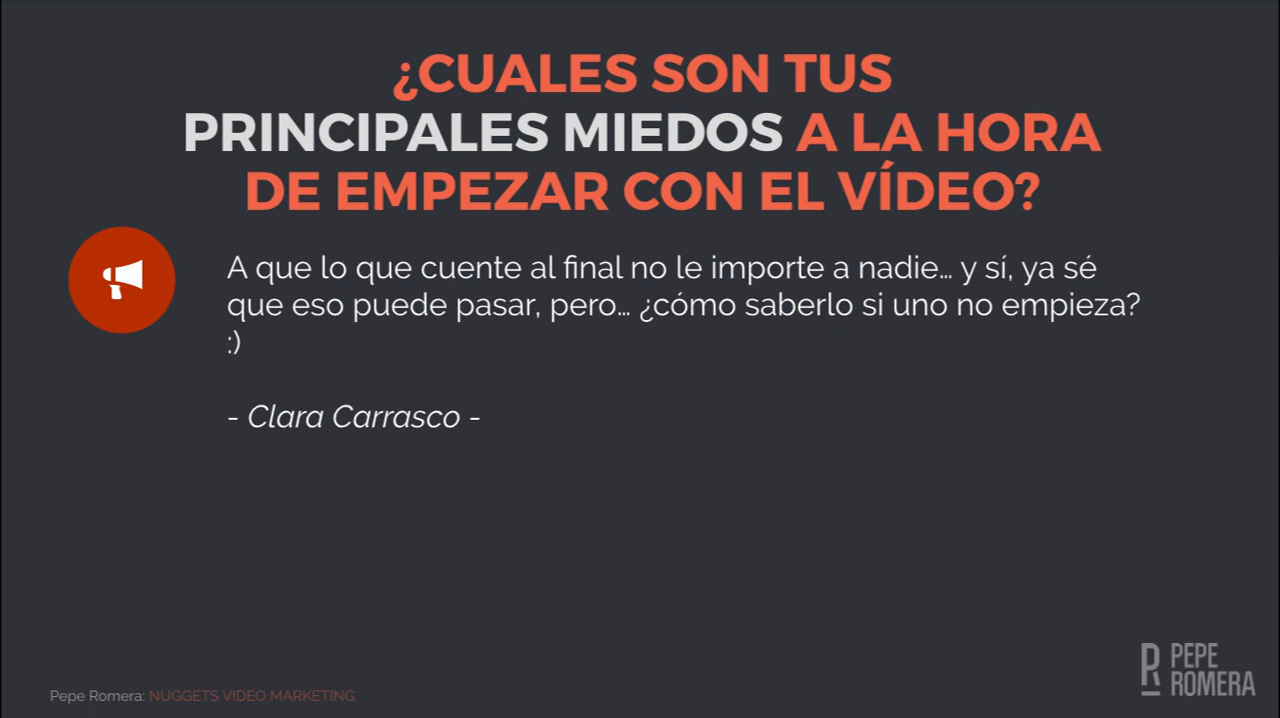 ¿CUALES SON TUS
PRINCIPALES MIEDOS A LA HORA
DE EMPEZAR CON EL VÍDEO?
A que lo que cuente al final no le importe a nadie... y sí, ya sé
que eso puede pasar, pero... ¿cómo saberlo si uno no empieza?
:)
- Clara Carrasco -
Pepe Romera: NUGGETS VIDEO MARKETING
PEPE
ROMERA